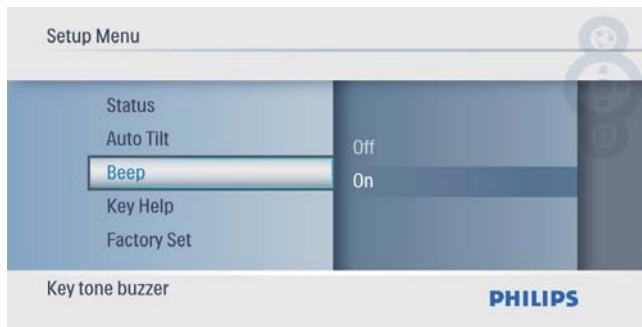 Setup Menu
Status
Auto Tilt
Beep
Key Help
Factory Set
Off
On
Key tone buzzer
PHILIPS